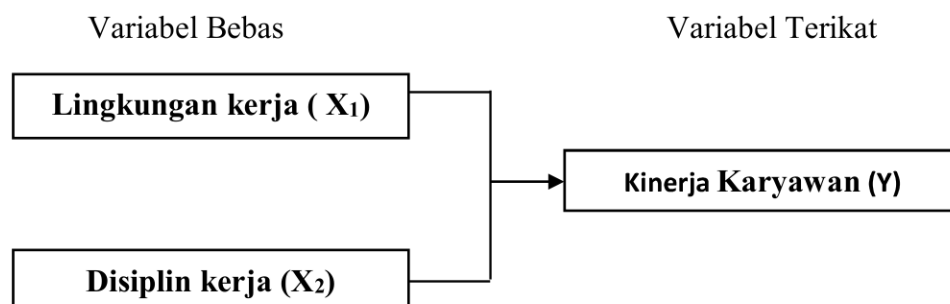 Variabel Bebas
Variabel Terikat
Lingkungan kerja ( X₁)
Kinerja Karyawan (Y)
Disiplin kerja (X₂)